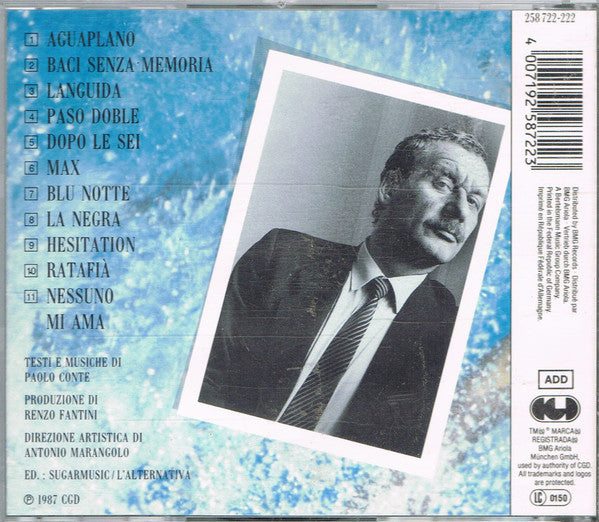 1 AGUAPLANO
2 BACI SENZA MEMORIA
3 LANGUIDA
4 PASO DOBLE
5 DOPO LE SEI
6 MAX
7 BLU NOTTE
8 LA NEGRA
9 HESITATION
10 RATAFIÀ
11 NESSUNO
MI AMA
TESTI E MUSICHE DI
PAOLO CONTE
PRODUZIONE DI
RENZO FANTINI
DIREZIONE ARTISTICA DI
ANTONIO MARANGOLO
ED. : SUGARMUSIC/L'ALTERNATIVA
℗ 1987 CGD
258 722-222
4 007192 587223
Distributed by BMG Records · Distribué par
BMG Ariola · Vertrieb durch BMG Ariola.
A Bertelsmann Music Group Company.
Printed in the Federal Republic of Germany.
Imprimé en République Fédérale d'Allemagne.
ADD
TM(s) ® MARCA(s)
REGISTRADA(s)
BMG Ariola
München GmbH,
used by authority of CGD.
All trademarks and logos
are protected.
LC 0150